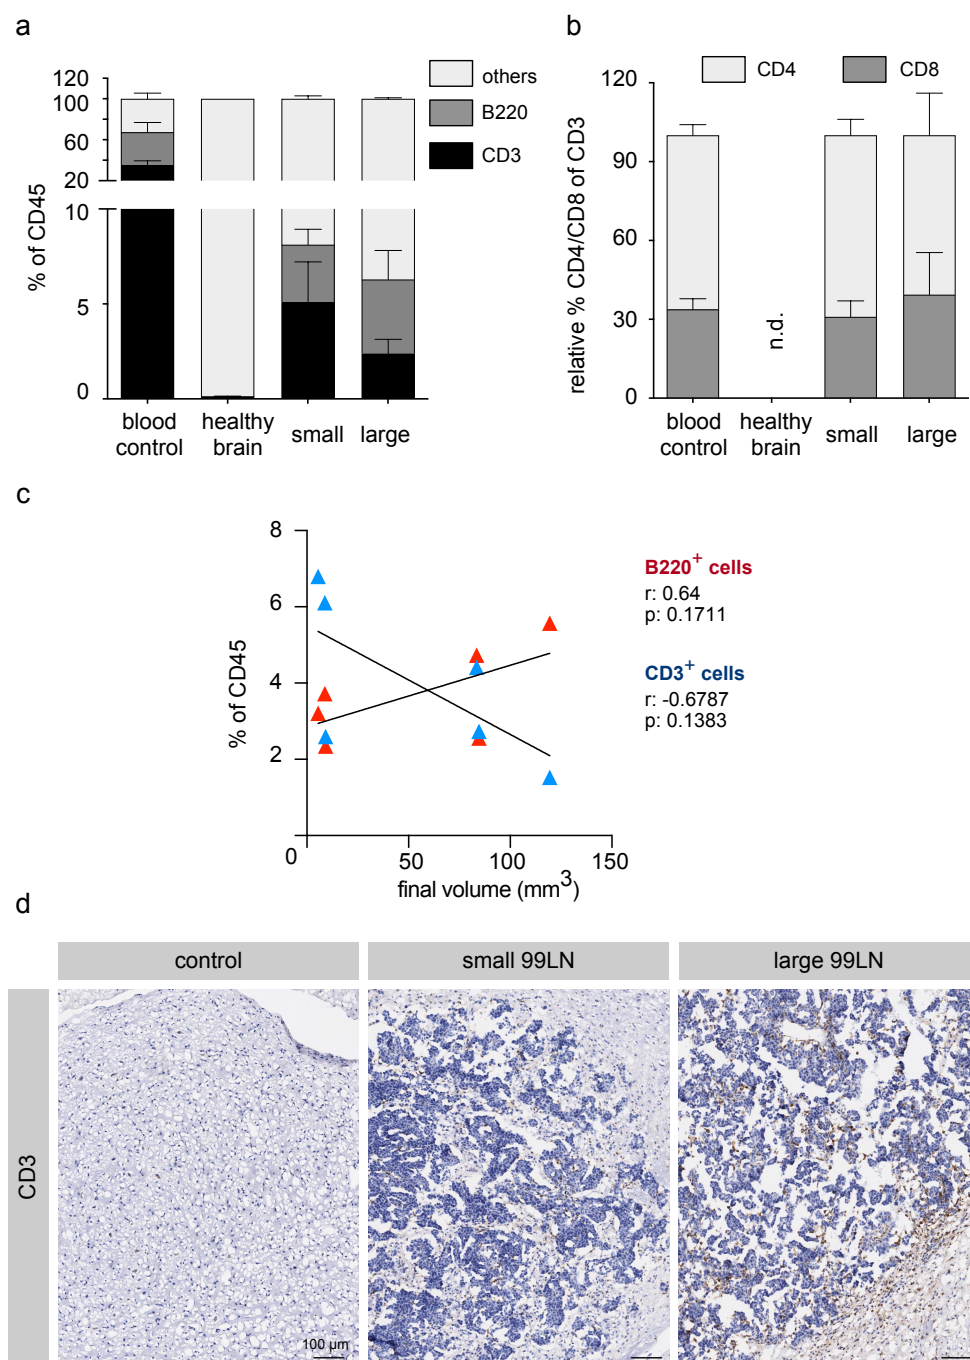 a
% of CD45
120
100
60
20
10
5
0
others
B220
CD3
blood
control
healthy
brain
small
large
b
relative % CD4/CD8 of CD3
CD4
CD8
120
90
60
30
0
n.d.
blood
control
healthy
brain
small
large
c
% of CD45
8
6
4
2
0
50
100
150
final volume (mm³)
B220⁺ cells
r: 0.64
p: 0.1711
CD3⁺ cells
r: -0.6787
p: 0.1383
d
control
small 99LN
large 99LN
CD3
100 µm